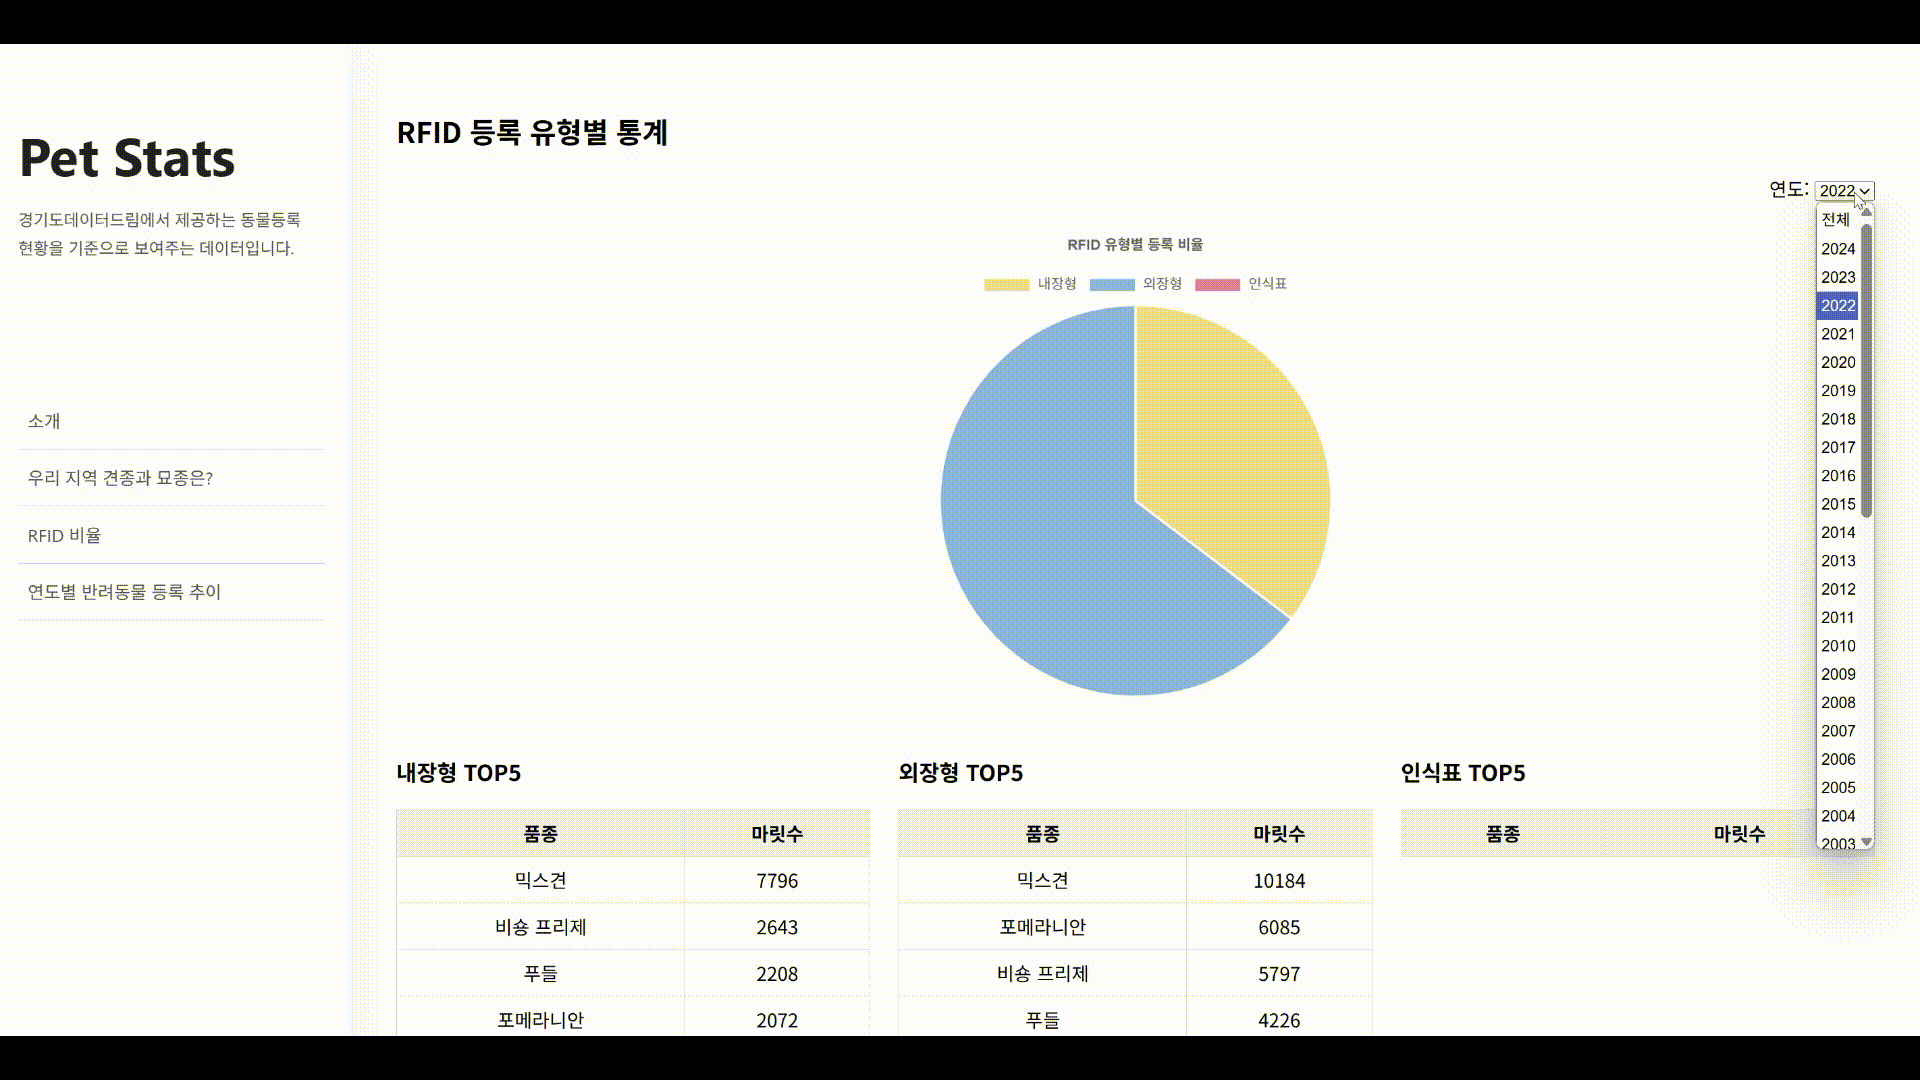 Pet Stats
경기도데이터드림에서 제공하는 동물등록
현황을 기준으로 보여주는 데이터입니다.
소개
우리 지역 견종과 묘종은?
RFID 비율
연도별 반려동물 등록 추이
RFID 등록 유형별 통계
연도: 2022
전체
2024
2023
2022
2021
2020
2019
2018
2017
2016
2015
2014
2013
2012
2011
2010
2009
2008
2007
2006
2005
2004
2003
RFID 유형별 등록 비율
내장형 외장형 인식표
내장형 TOP5
품종 마릿수
믹스견 7796
비숑 프리제 2643
푸들 2208
포메라니안 2072
외장형 TOP5
품종 마릿수
믹스견 10184
포메라니안 6085
비숑 프리제 5797
푸들 4226
인식표 TOP5
품종 마릿수